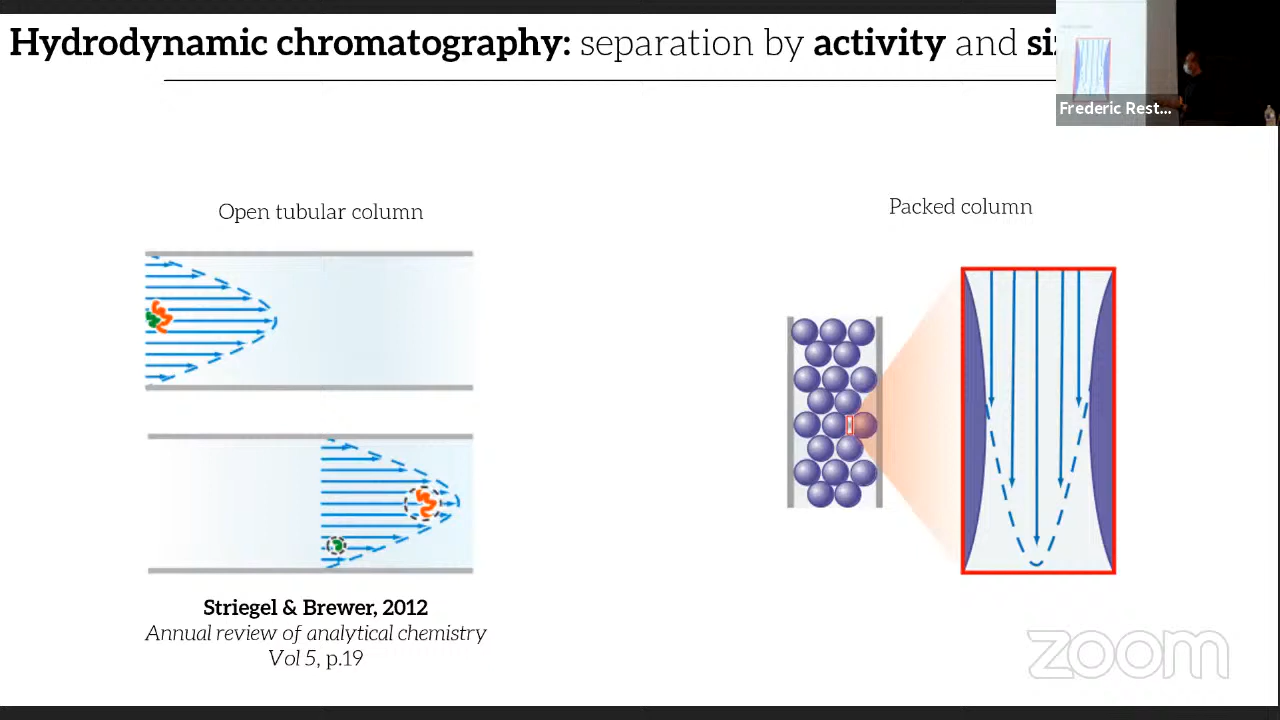 Hydrodynamic chromatography: separation by activity and si
Frederic Rest...
Open tubular column
Packed column
Striegel & Brewer, 2012
Annual review of analytical chemistry
Vol 5, p.19
zoom